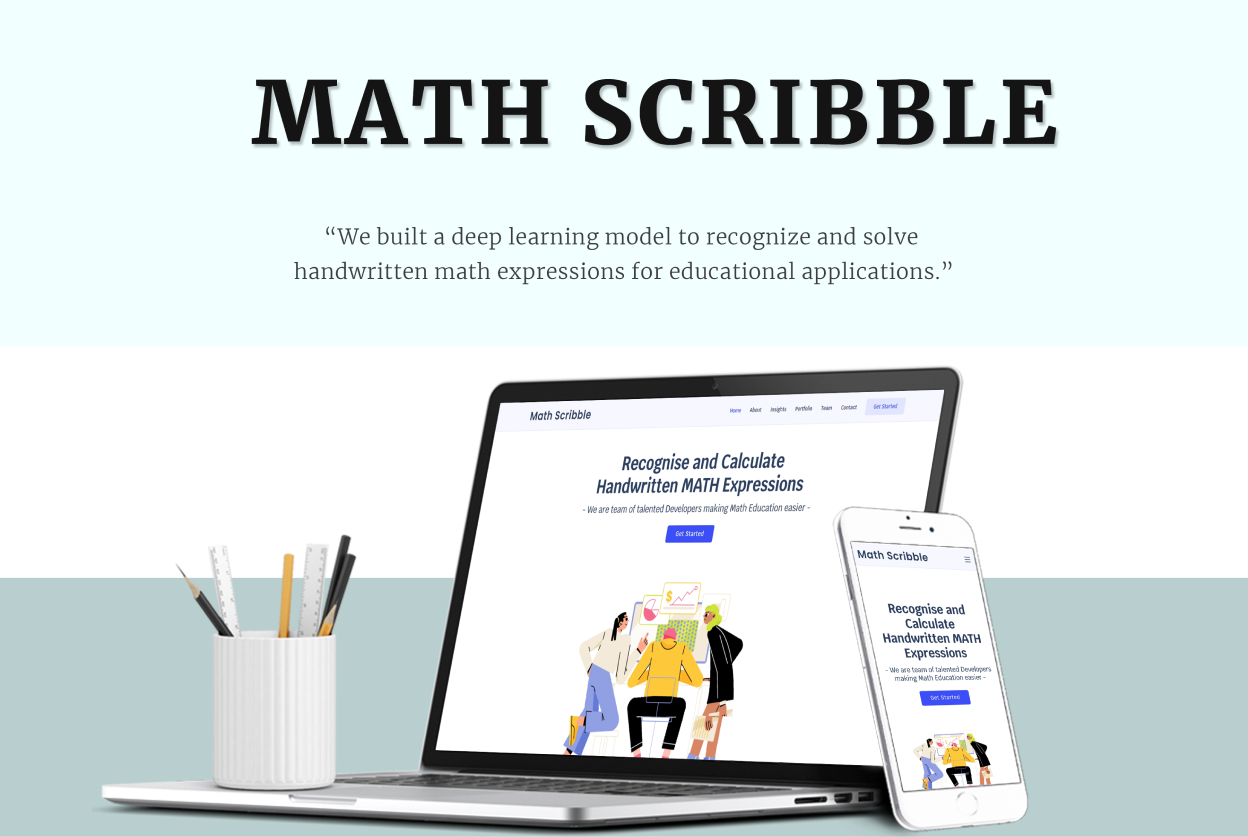 MATH SCRIBBLE
“We built a deep learning model to recognize and solve
handwritten math expressions for educational applications.”
Math Scribble
Home About Insights Portfolio Team Contact Get Started
Recognise and Calculate
Handwritten MATH Expressions
- We are team of talented Developers making Math Education easier -
Get Started
$
Math Scribble
Recognise and
Calculate
Handwritten MATH
Expressions
- We are team of talented Developers
making Math Education easier -
Get Started